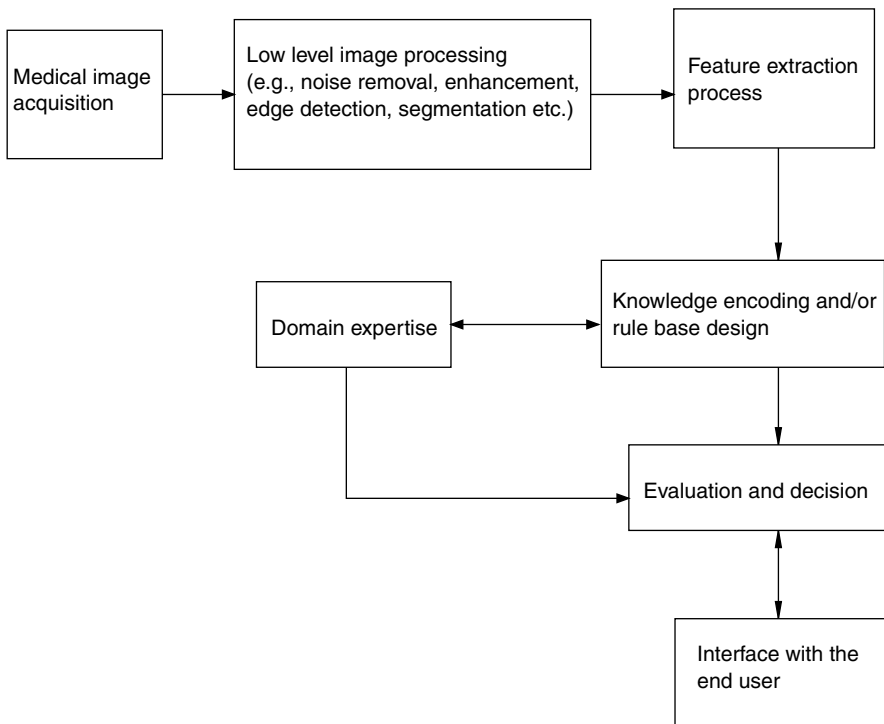 Medical image
acquisition
Low level image processing
(e.g., noise removal, enhancement,
edge detection, segmentation etc.)
Feature extraction
process
Domain expertise
Knowledge encoding and/or
rule base design
Evaluation and decision
Interface with the
end user